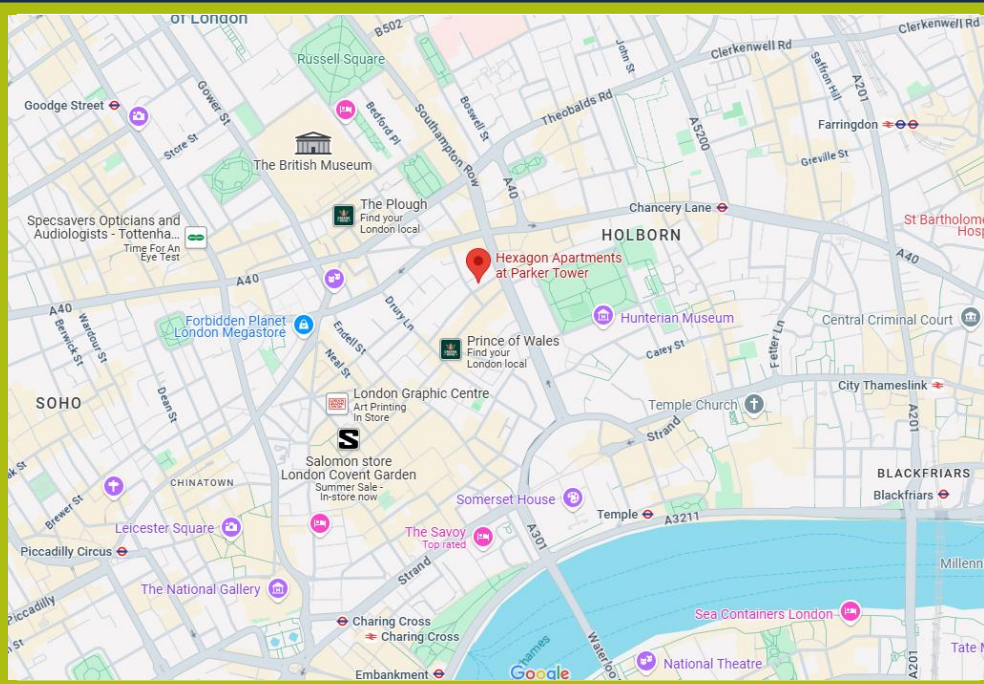 of London
B502
Clerkenwell Rd
Russell Square
John St
Clerkenwell Rd
Saffron Hill
A201
Goodge Street
Gower St
Bedford Pl
Southampton Row
Boswell St
Theobalds Rd
A5200
Farringdon
Store St
The British Museum
Greville St
A40
The Plough
Find your
London local
Chancery Lane
Specsavers Opticians and
Audiologists - Tottenha...
Time For An
Eye Test
HOLBORN
St Bartholome
Hosp
A40
Hexagon Apartments
at Parker Tower
A40
A40
Berwick St
Wardour St
Forbidden Planet
London Megastore
Drury Ln
Endell St
Neal St
Hunterian Museum
Central Criminal Court
Prince of Wales
Find your
London local
Carey St
Fetter Ln
SOHO
Dean St
London Graphic Centre
Art Printing
In Store
City Thameslink
Temple Church
A201
Strand
S
Salomon store
London Covent Garden
Summer Sale -
In-store now
CHINATOWN
BLACKFRIARS
Blackfriars
Brewer St
Somerset House
Leicester Square
Temple
A3211
The Savoy
Top rated
A301
Piccadilly Circus
Strand
Millenn
The National Gallery
Piccadilly
Sea Containers London
Charing Cross
Charing Cross
Waterloo
Embankment
Google
National Theatre
A201
Tate M